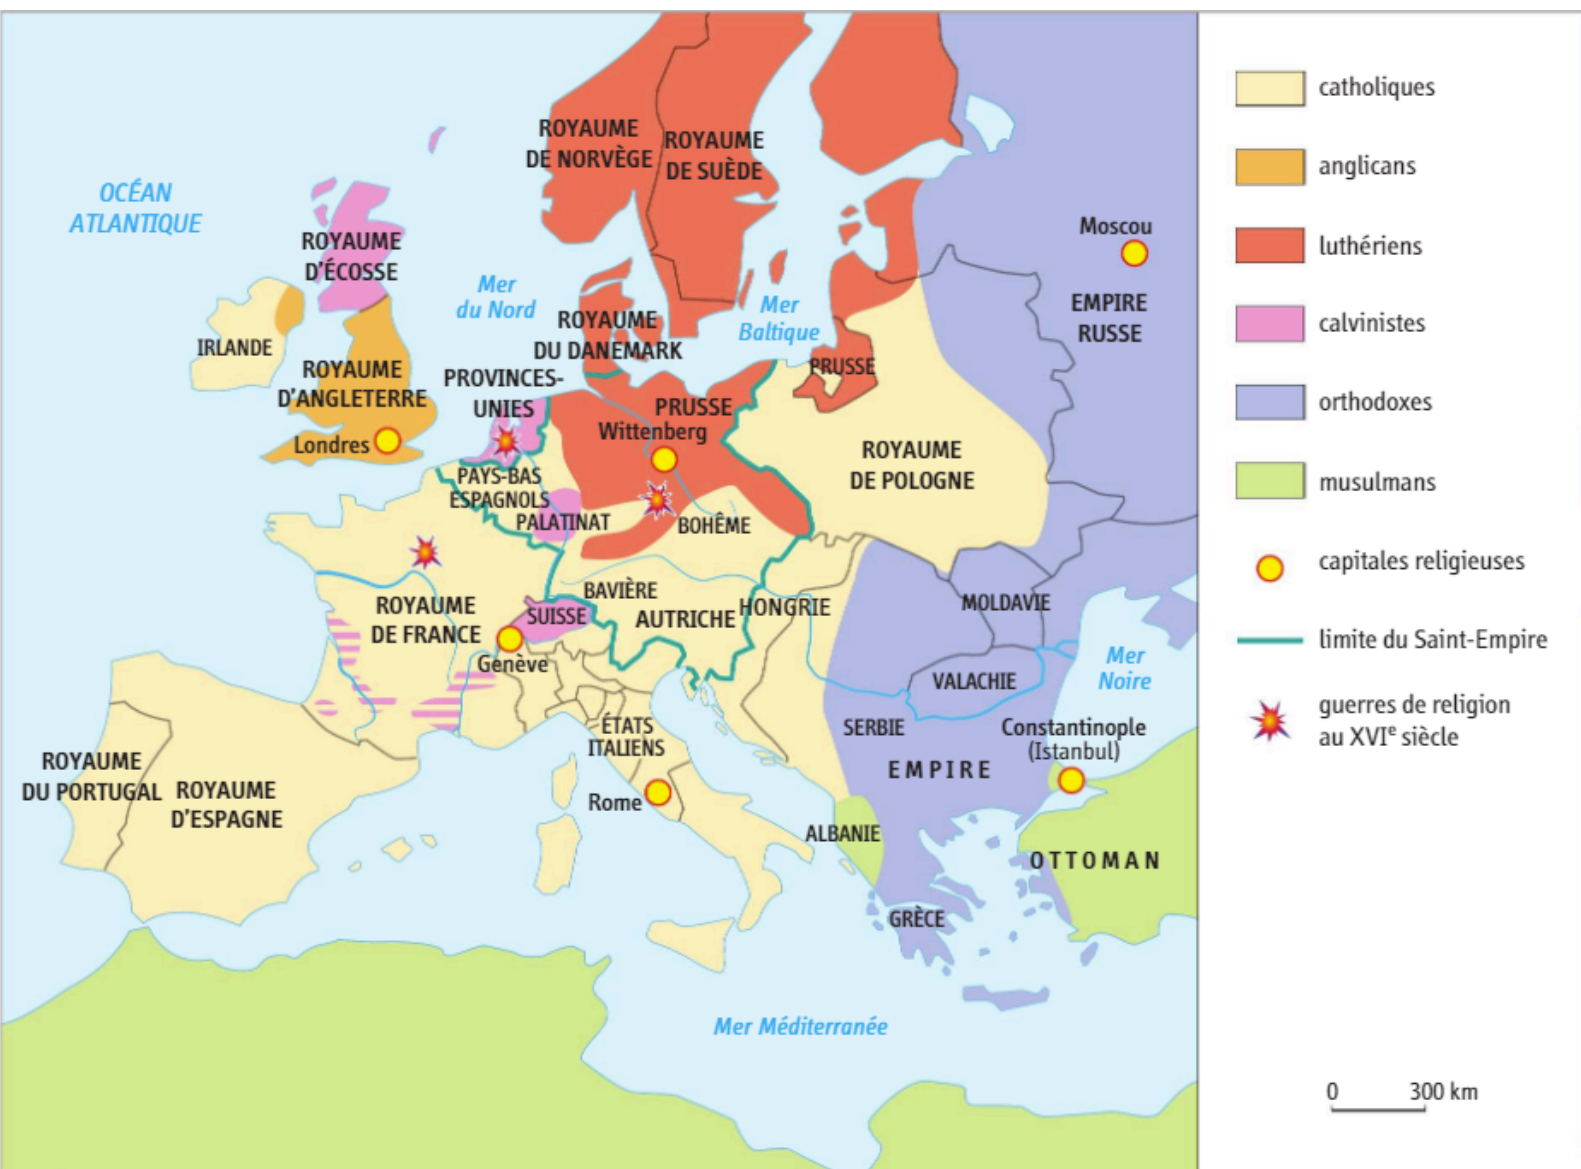 ROYAUME
DE NORVÈGE
ROYAUME
DE SUÈDE
OCÉAN
ATLANTIQUE
ROYAUME
D'ÉCOSSE
Moscou
Mer
du Nord
Mer
Baltique
EMPIRE
RUSSE
IRLANDE
ROYAUME
DU DANEMARK
ROYAUME
D'ANGLETERRE
PROVINCES-
UNIES
PRUSSE
PRUSSE
Wittenberg
Londres
ROYAUME
DE POLOGNE
PAYS-BAS
ESPAGNOLS
PALATINAT
BOHÊME
BAVIÈRE
AUTRICHE
HONGRIE
MOLDAVIE
ROYAUME
DE FRANCE
SUISSE
Genève
Mer
Noire
VALACHIE
SERBIE
Constantinople
(Istanbul)
ÉTATS
ITALIENS
ROYAUME
DU PORTUGAL
ROYAUME
D'ESPAGNE
Rome
EMPIRE
ALBANIE
OTTOMAN
GRÈCE
Mer Méditerranée
catholiques
anglicans
luthériens
calvinistes
orthodoxes
musulmans
capitales religieuses
limite du Saint-Empire
guerres de religion
au XVIe siècle
0 300 km